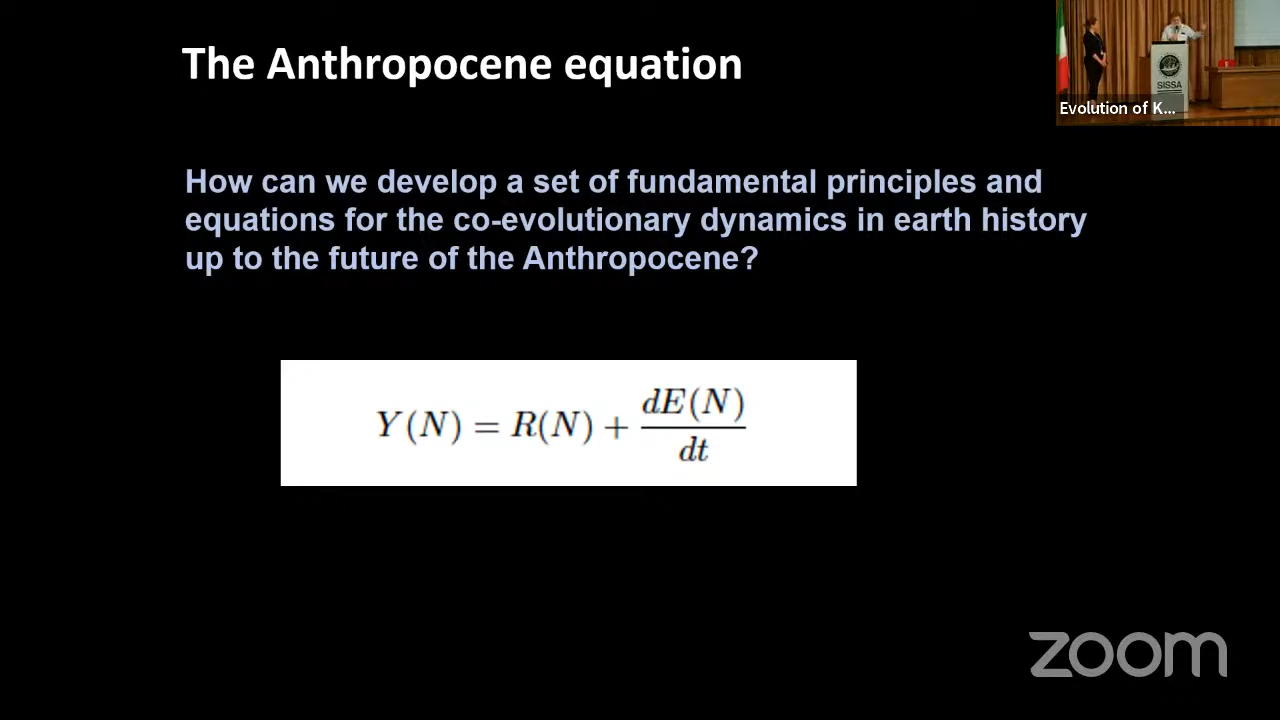 The Anthropocene equation
How can we develop a set of fundamental principles and
equations for the co-evolutionary dynamics in earth history
up to the future of the Anthropocene?
Y(N) = R(N) + dE(N)/dt
SISSA
Evolution of K...
zoom